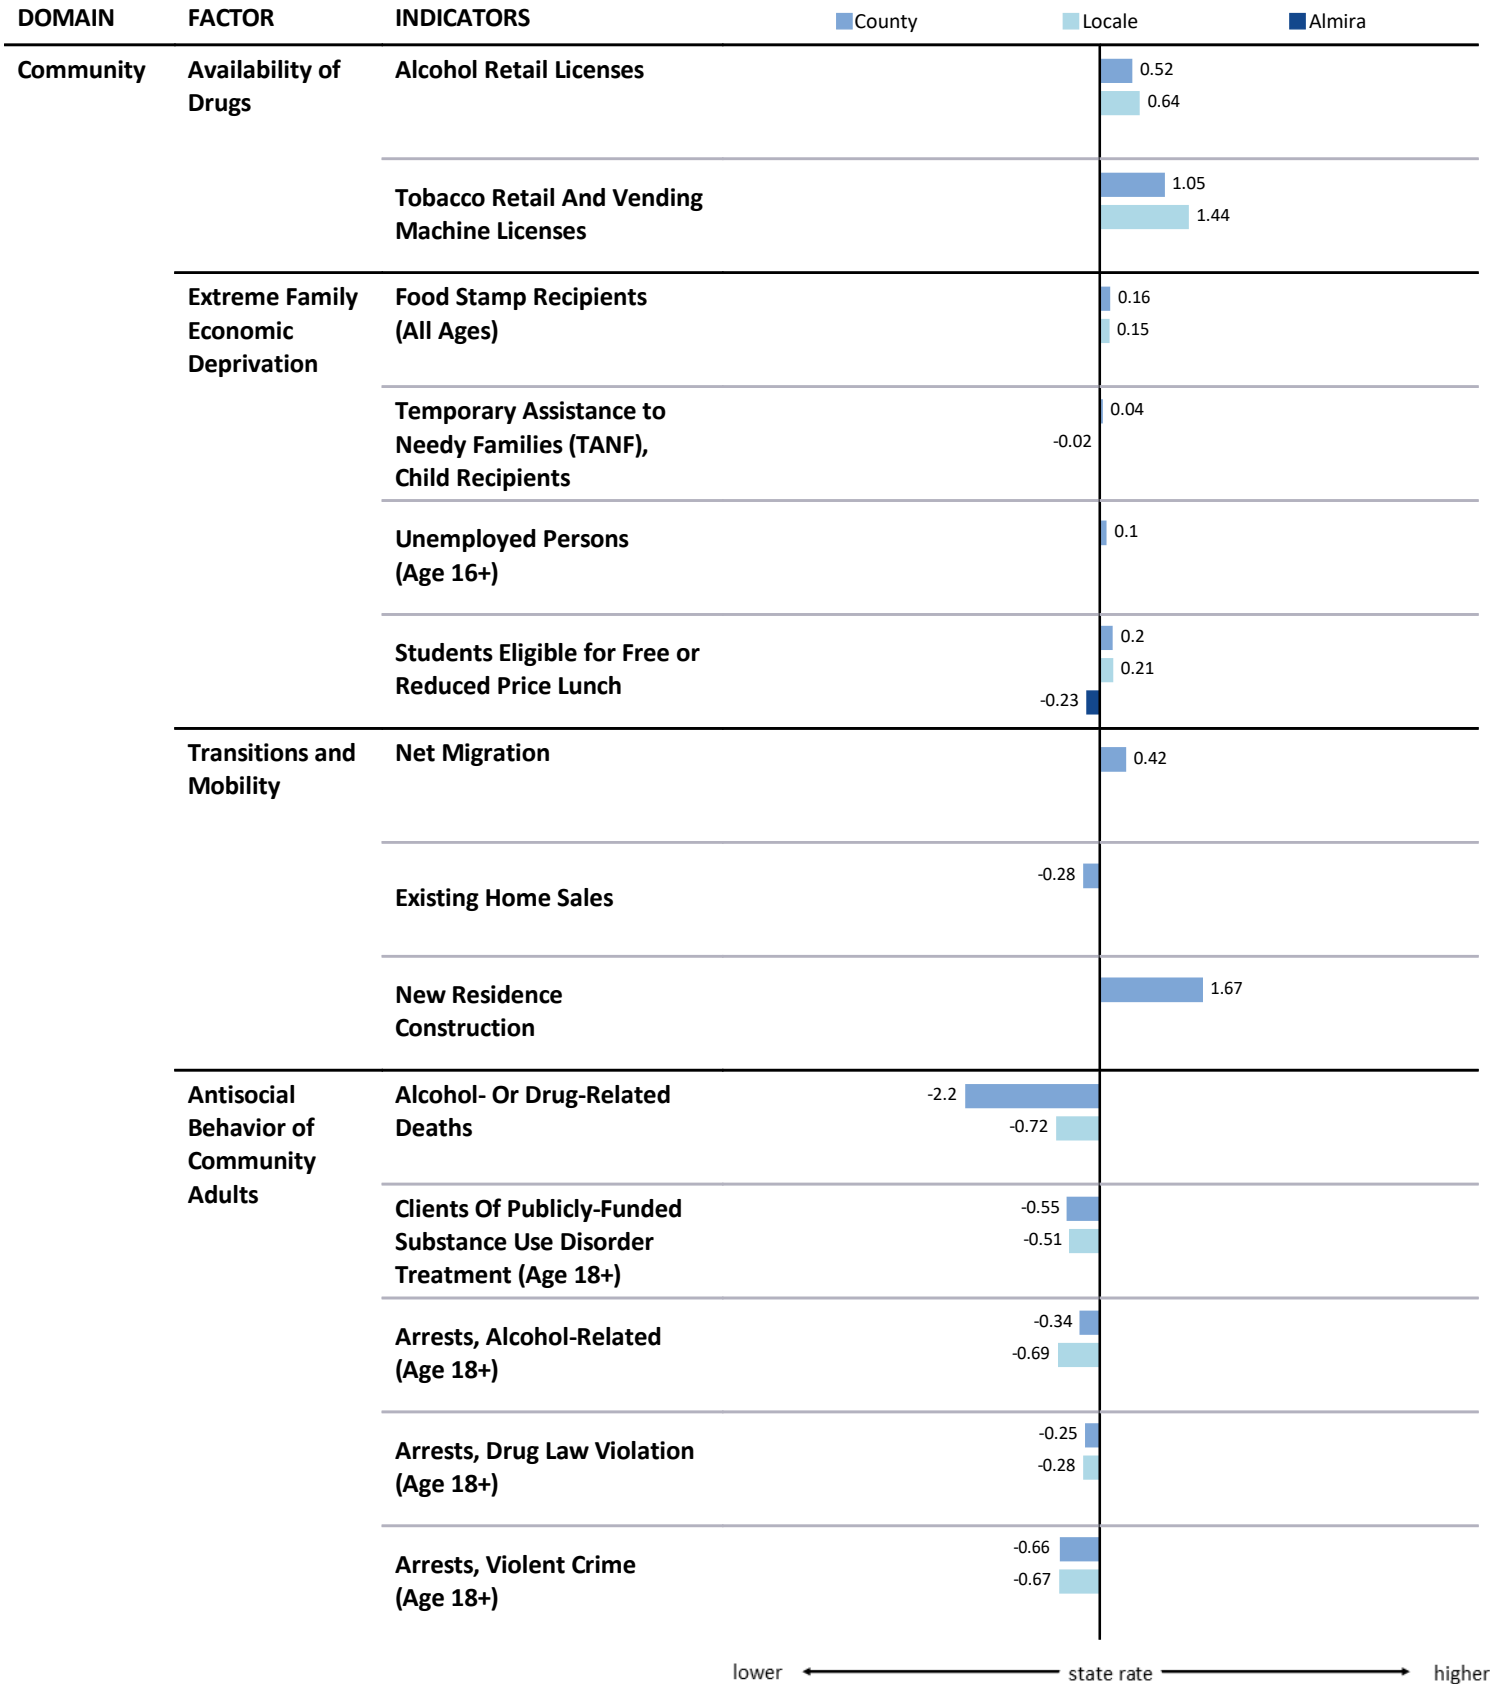 DOMAIN FACTOR INDICATORS County Locale Almira
Community Availability of Alcohol Retail Licenses 0.52
Drugs 0.64
Tobacco Retail And Vending 1.05
Machine Licenses 1.44
Extreme Family Food Stamp Recipients 0.16
Economic (All Ages) 0.15
Deprivation
Temporary Assistance to 0.04
Needy Families (TANF), -0.02
Child Recipients
Unemployed Persons 0.1
(Age 16+)
Students Eligible for Free or 0.2
Reduced Price Lunch 0.21
-0.23
Transitions and Net Migration 0.42
Mobility
Existing Home Sales -0.28
New Residence 1.67
Construction
Antisocial Alcohol- Or Drug-Related -2.2
Behavior of Deaths -0.72
Community
Adults Clients Of Publicly-Funded -0.55
Substance Use Disorder -0.51
Treatment (Age 18+)
Arrests, Alcohol-Related -0.34
(Age 18+) -0.69
Arrests, Drug Law Violation -0.25
(Age 18+) -0.28
Arrests, Violent Crime -0.66
(Age 18+) -0.67
lower state rate higher